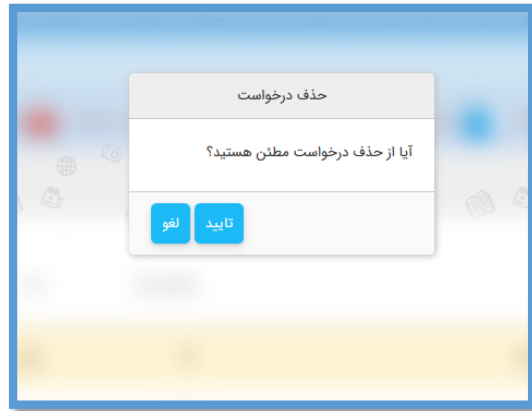 حذف درخواست
آیا از حذف درخواست مطئن هستید؟
تایید لغو